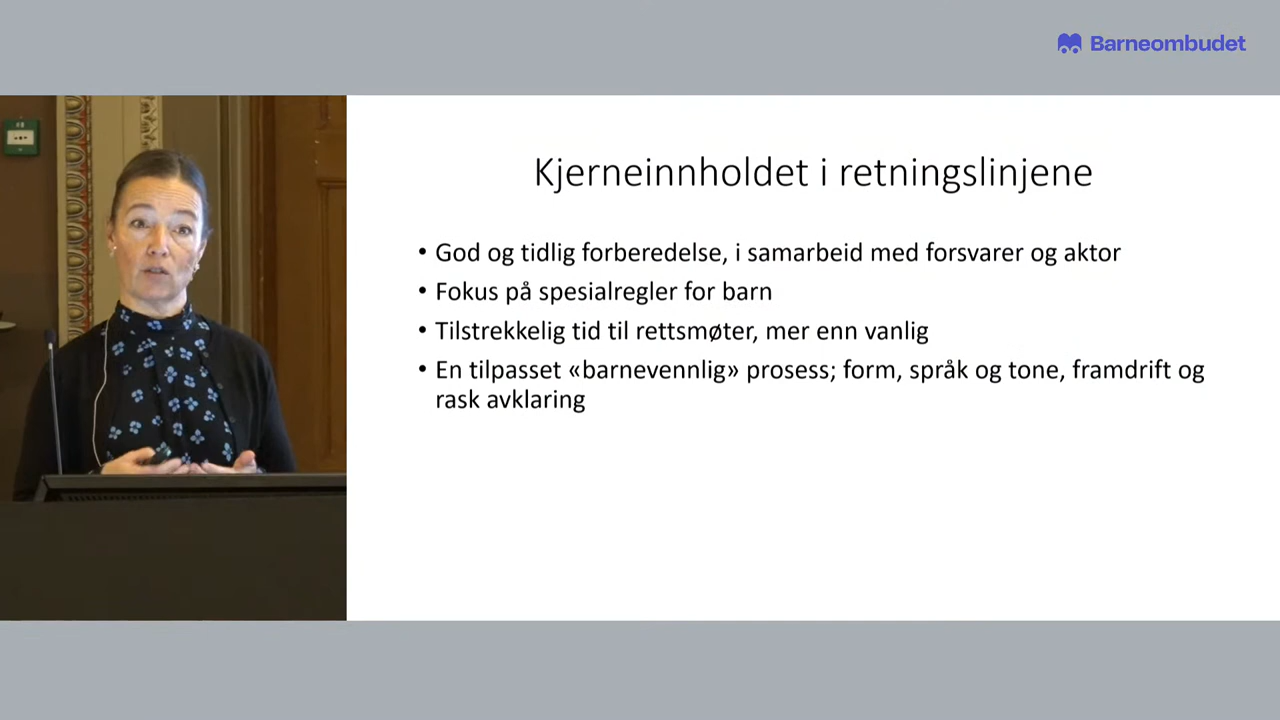 Barneombudet
Kjerneinnholdet i retningslinjene
• God og tidlig forberedelse, i samarbeid med forsvarer og aktor
• Fokus på spesialregler for barn
• Tilstrekkelig tid til rettsmøter, mer enn vanlig
• En tilpasset «barnevennlig» prosess; form, språk og tone, framdrift og
rask avklaring